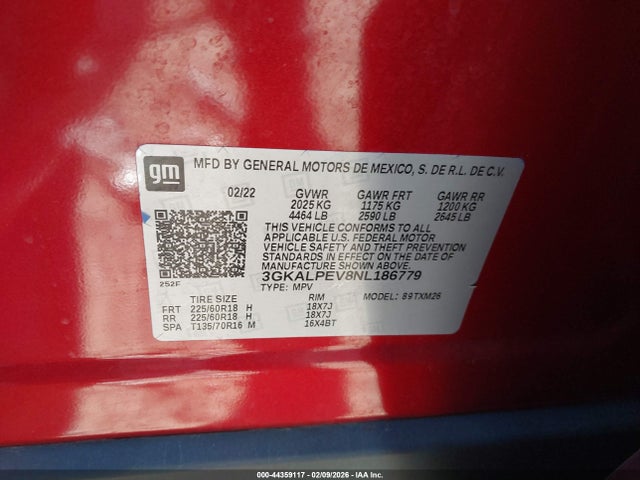 gm
MFD BY GENERAL MOTORS DE MEXICO, S. DE R.L. DE C.V.
02/22 GVWR GAWR FRT GAWR RR
2025 KG 1175 KG 1200 KG
4464 LB 2590 LB 2645 LB
THIS VEHICLE CONFORMS TO ALL
APPLICABLE U.S. FEDERAL MOTOR
VEHICLE SAFETY AND THEFT PREVENTION
STANDARDS IN EFFECT ON THE DATE OF
MANUFACTURE SHOWN ABOVE.
3GKALPEV8NL186779
252F
TYPE: MPV
TIRE SIZE RIM MODEL: 89TXM26
FRT 225/60R18 H 18X7J
RR 225/60R18 H 18X7J
SPA T135/70R16 M 16X4BT
000-44359117 - 02/09/2026 - IAA Inc.